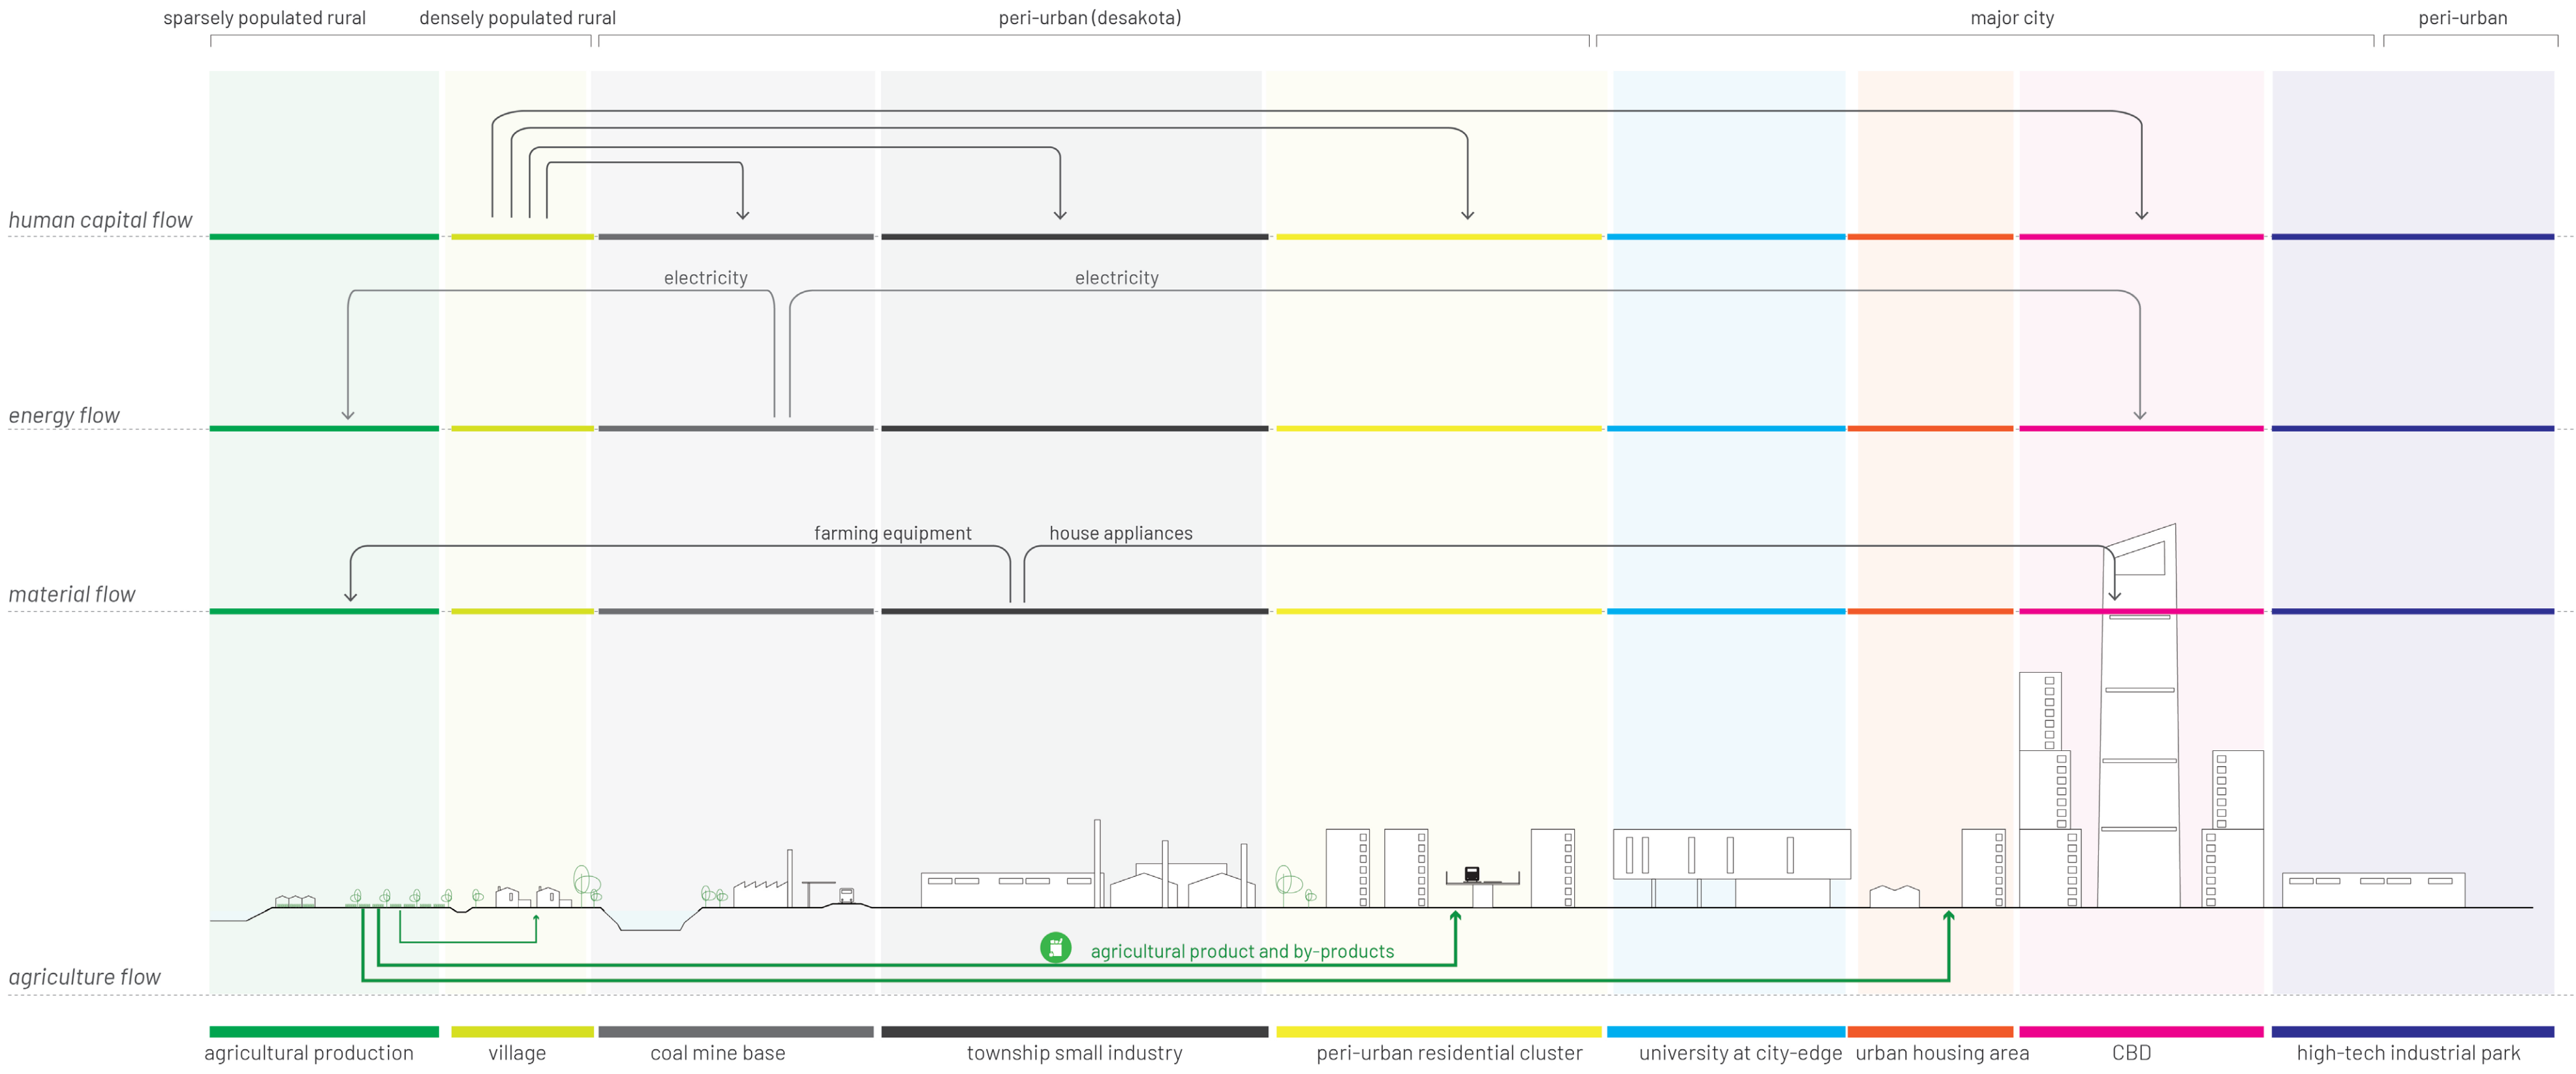 sparsely populated rural
densely populated rural
peri-urban (desakota)
major city
peri-urban
human capital flow
electricity
electricity
energy flow
farming equipment
house appliances
material flow
agricultural product and by-products
agriculture flow
agricultural production
village
coal mine base
township small industry
peri-urban residential cluster
university at city-edge
urban housing area
CBD
high-tech industrial park